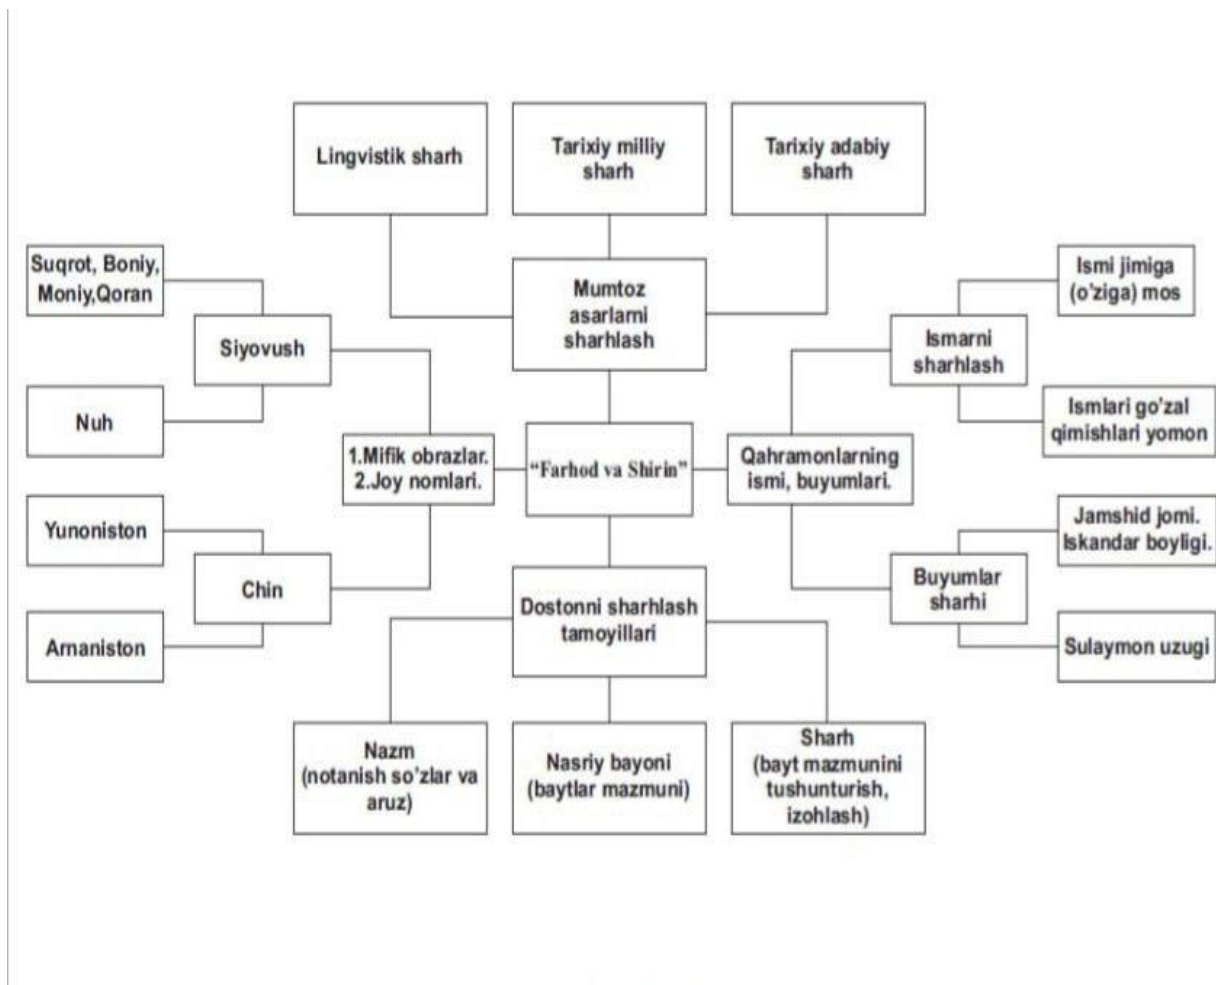 Lingvistik sharh
Tarixiy milliy
sharh
Tarixiy adabiy
sharh
Suqrot, Boniy,
Moniy,Qoran
Mumtoz
asarlarni
sharhlash
Ismi jimiga
(o'ziga) mos
Siyovush
Ismarni
sharhlash
Nuh
Ismlari go'zal
qimishlari yomon
1.Mifik obrazlar.
2.Joy nomlari.
“Farhod va Shirin”
Qahramonlarning
ismi, buyumlari.
Yunoniston
Jamshid jomi.
Iskandar boyligi.
Chin
Dostonni sharhlash
tamoyillari
Buyumlar
sharhi
Arnaniston
Sulaymon uzugi
Nazm
(notanish so'zlar va
aruz)
Nasriy bayoni
(baytlar mazmuni)
Sharh
(bayt mazmunini
tushunturish,
izohlash)